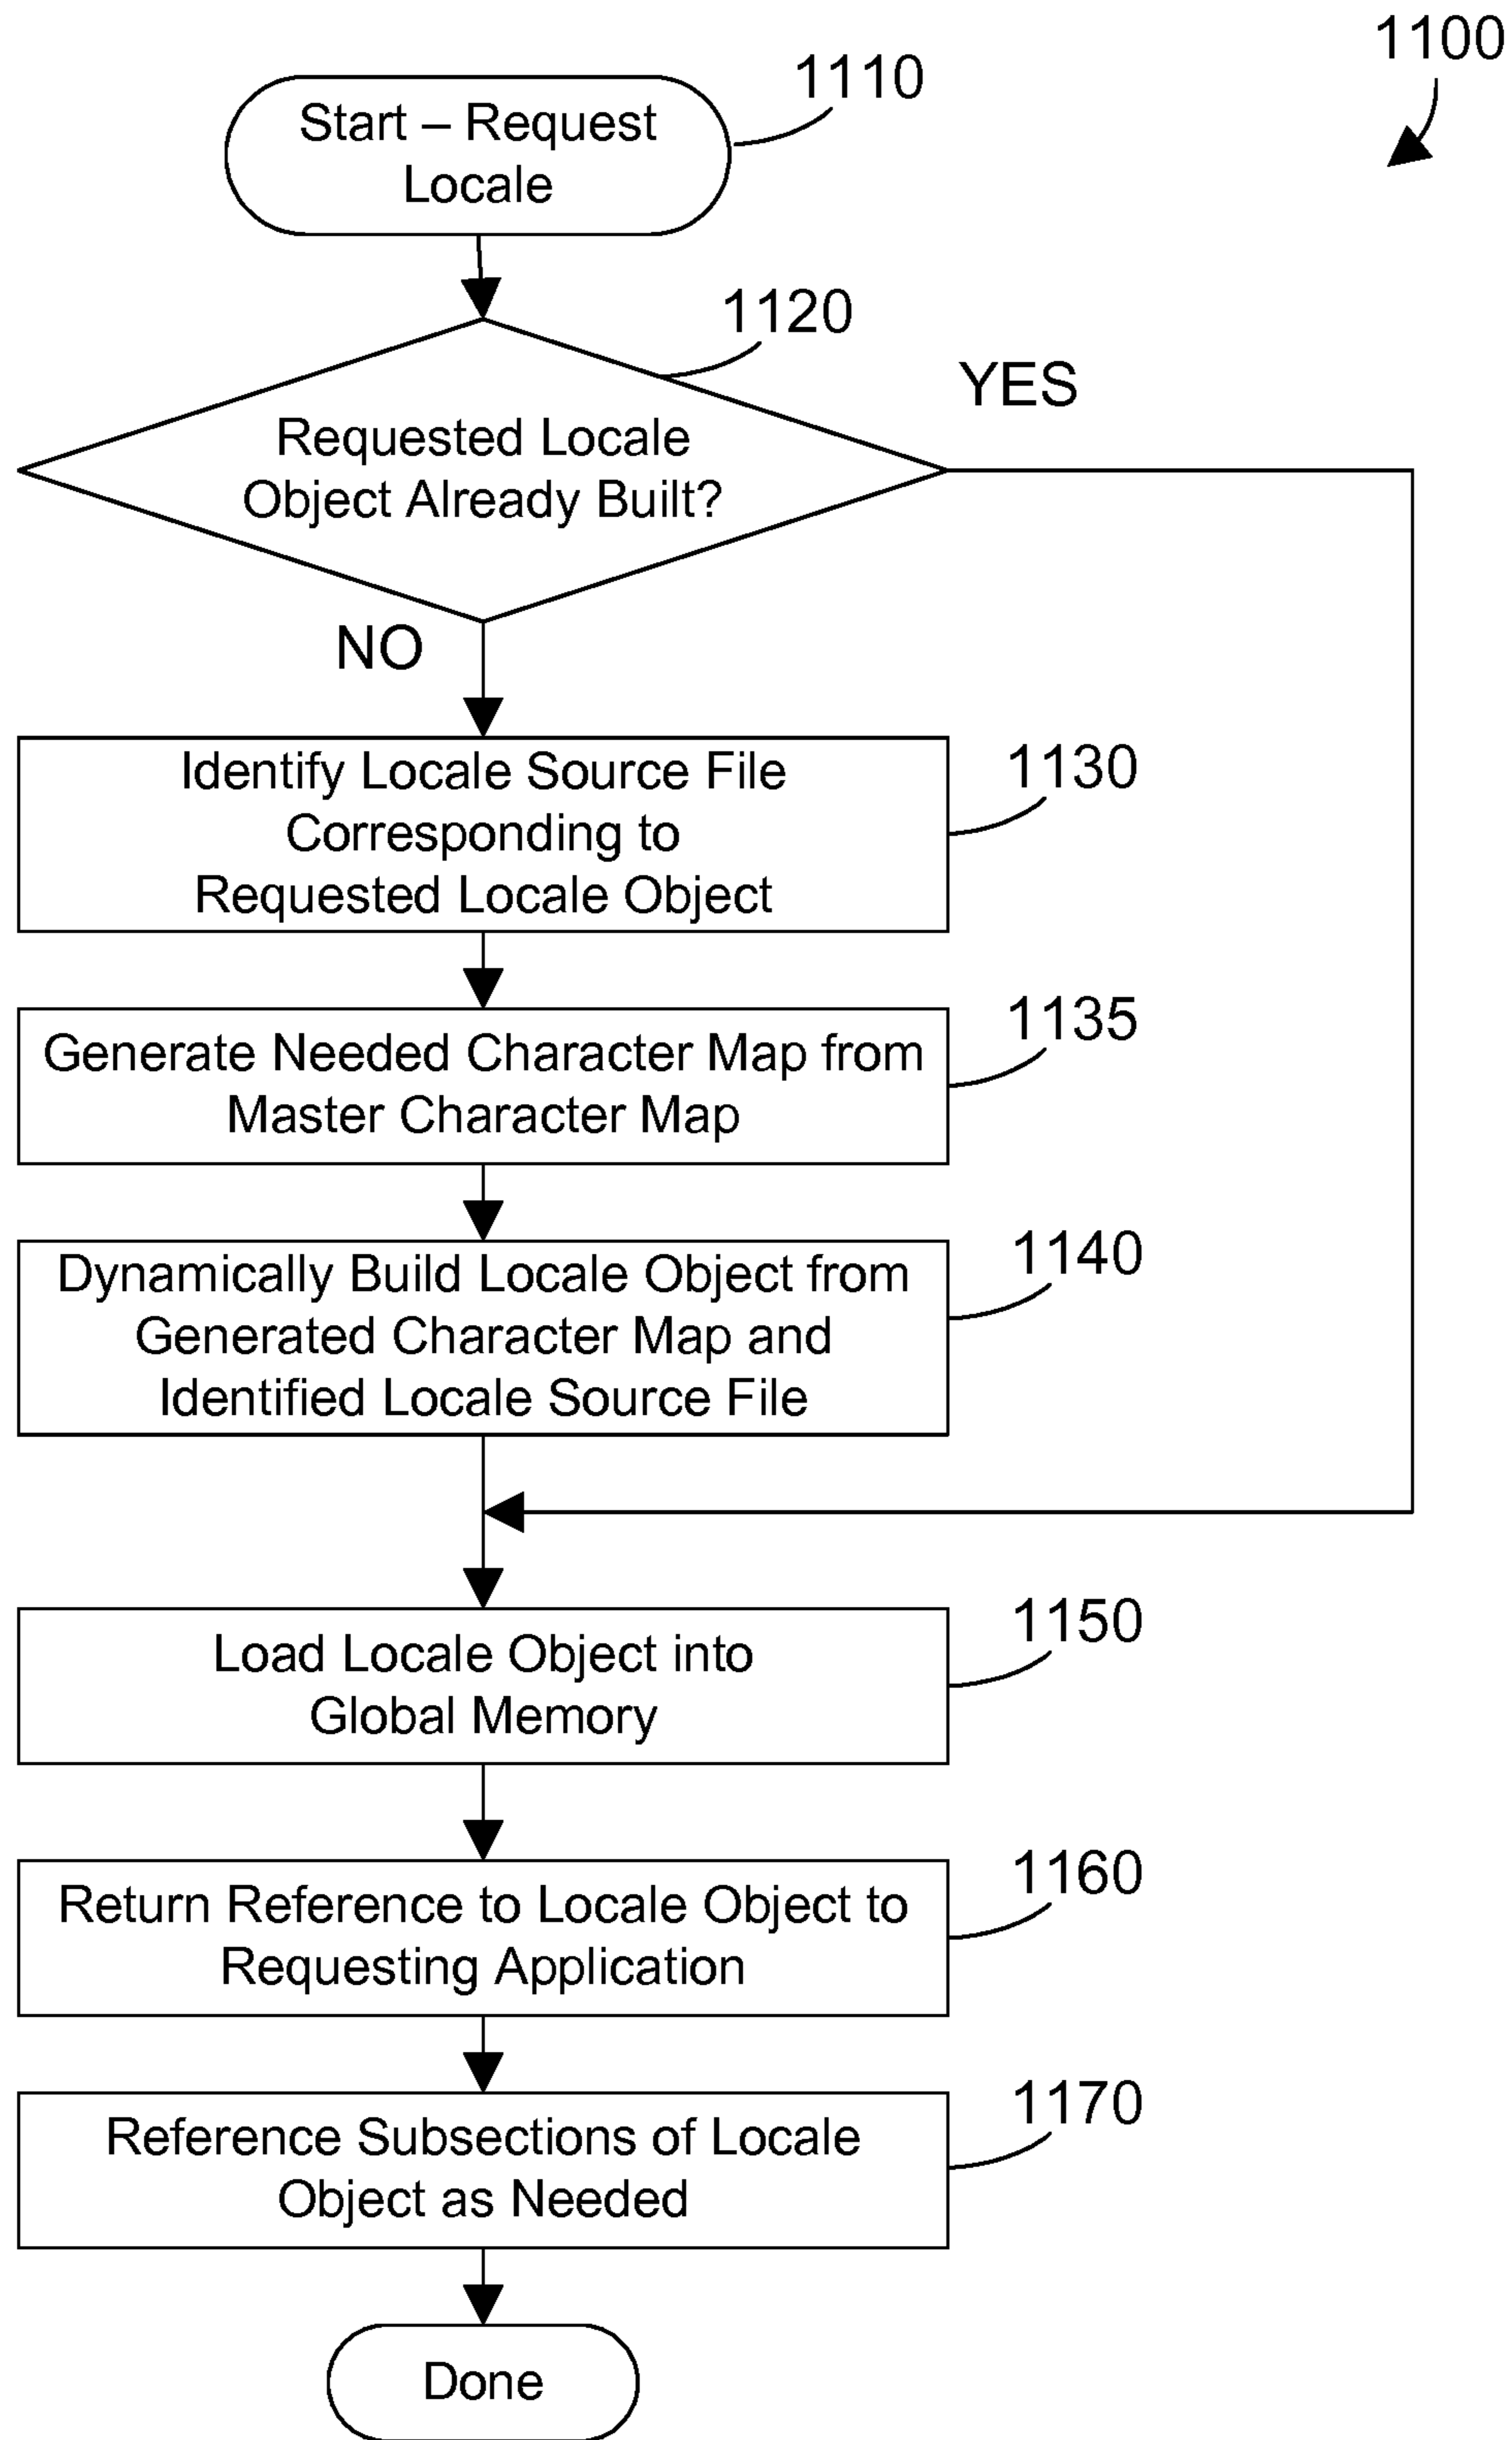 1100
1110
Start – Request
Locale
1120
YES
Requested Locale
Object Already Built?
NO
1130
Identify Locale Source File
Corresponding to
Requested Locale Object
1135
Generate Needed Character Map from
Master Character Map
1140
Dynamically Build Locale Object from
Generated Character Map and
Identified Locale Source File
1150
Load Locale Object into
Global Memory
1160
Return Reference to Locale Object to
Requesting Application
1170
Reference Subsections of Locale
Object as Needed
Done